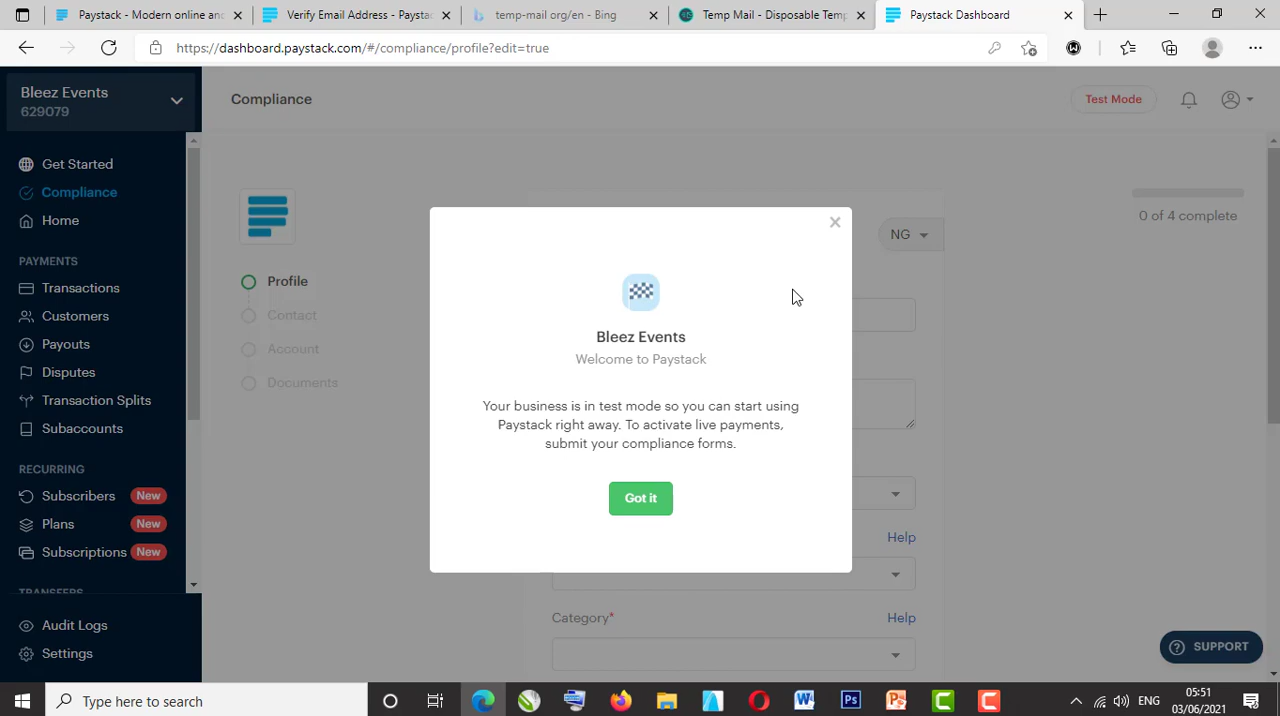 Paystack - Modern online and
Verify Email Address - Paystac
temp-mail org/en - Bing
Temp Mail - Disposable Temp
Paystack Dashboard
https://dashboard.paystack.com/#/compliance/profile?edit=true
Bleez Events
629079
Compliance
Test Mode
Get Started
Compliance
Home
PAYMENTS
Transactions
Customers
Payouts
Disputes
Transaction Splits
Subaccounts
RECURRING
Subscribers New
Plans New
Subscriptions New
TRANSFERS
Audit Logs
Settings
Profile
Contact
Account
Documents
NG
0 of 4 complete
Bleez Events
Welcome to Paystack
Your business is in test mode so you can start using
Paystack right away. To activate live payments,
submit your compliance forms.
Got it
Help
Category*
Help
SUPPORT
Type here to search
ENG
05:51
03/06/2021